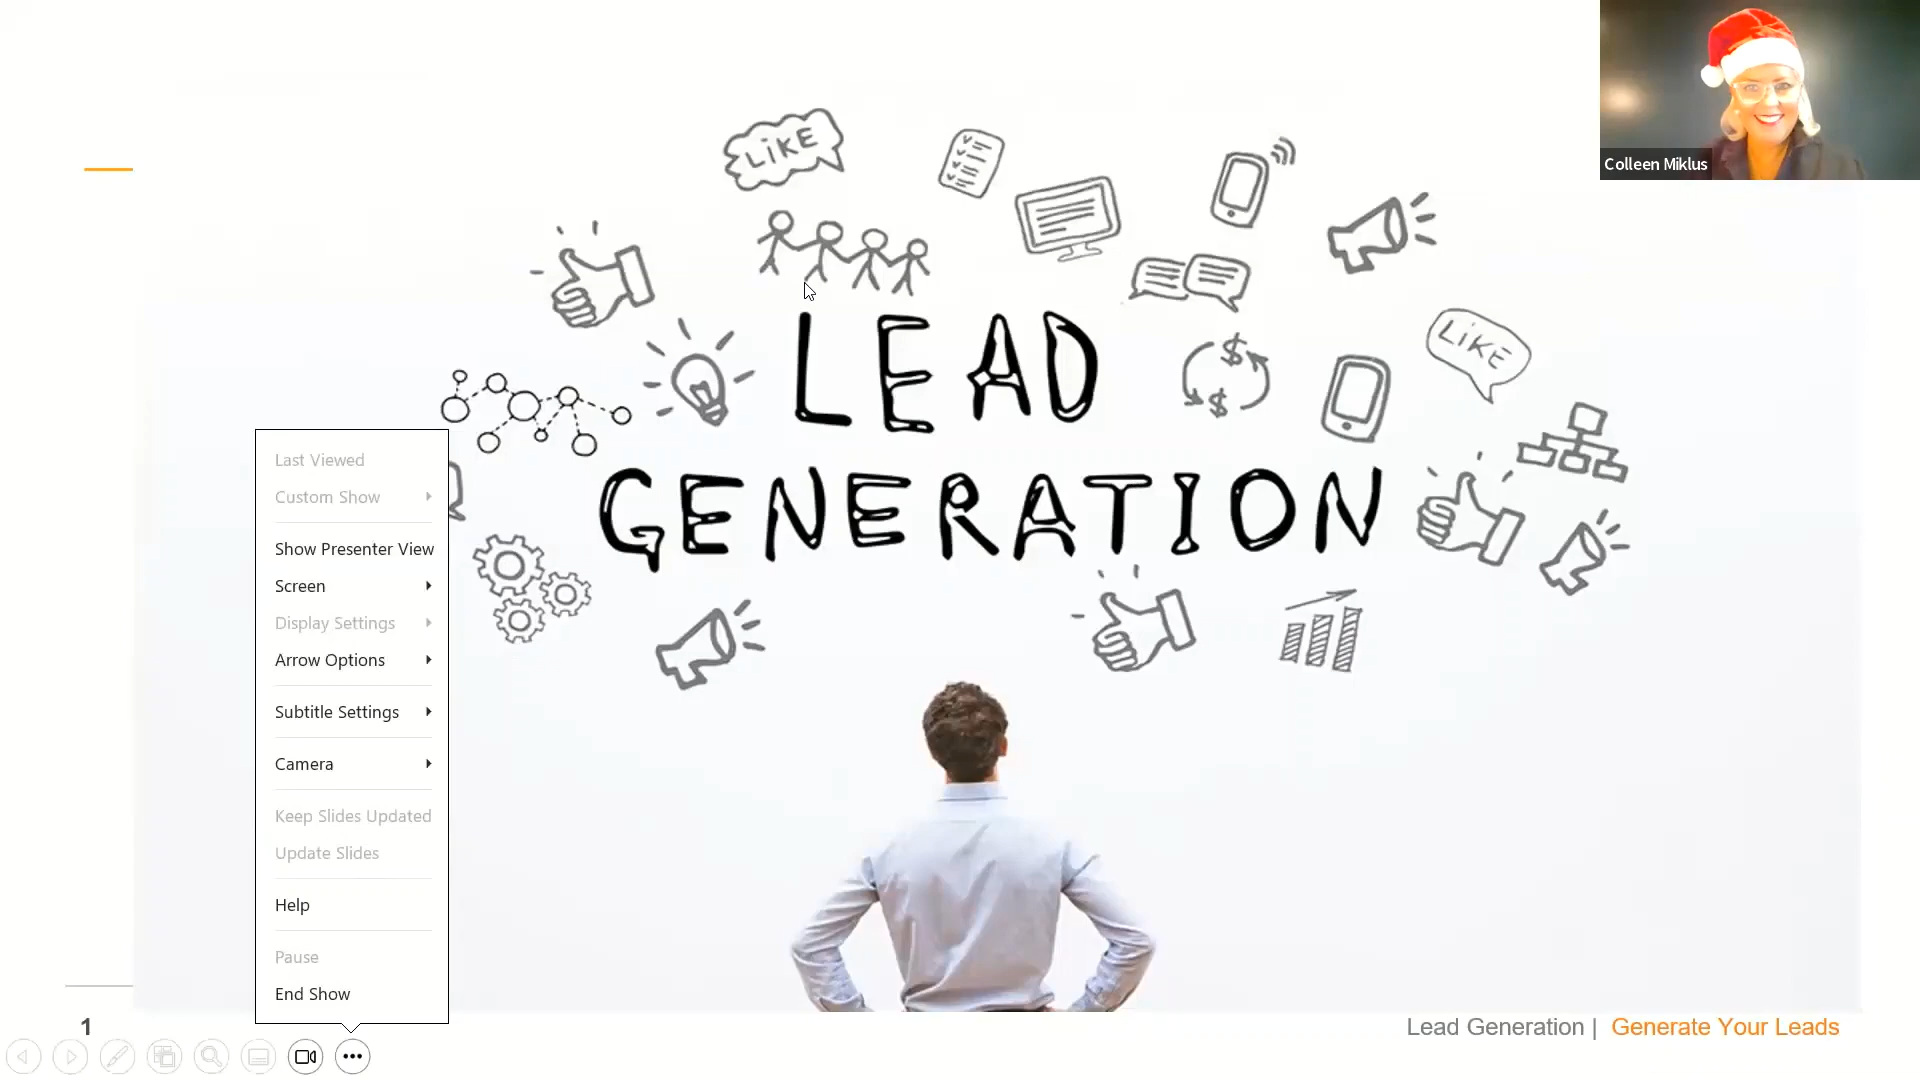 Colleen Miklus
LIKE
LIKE
$
$
LEAD
GENERATION
Last Viewed
Custom Show
Show Presenter View
Screen
Display Settings
Arrow Options
Subtitle Settings
Camera
Keep Slides Updated
Update Slides
Help
Pause
End Show
1
Lead Generation | Generate Your Leads